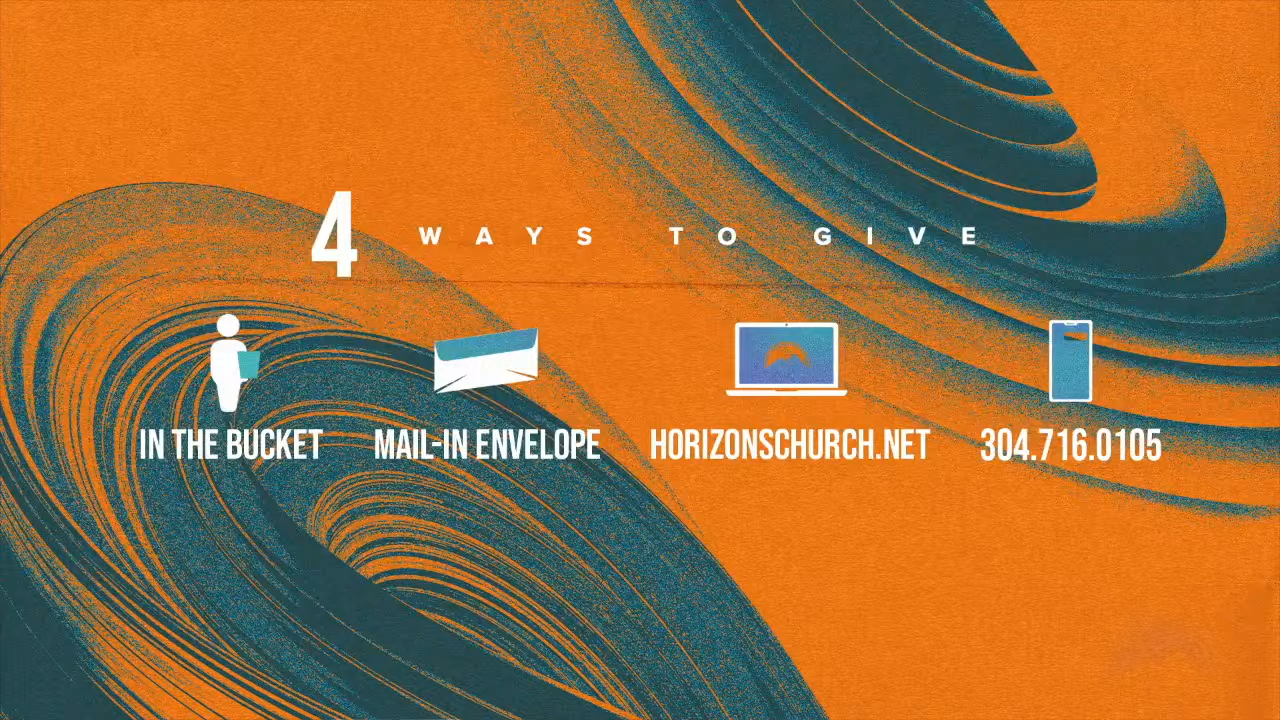 4 WAYS TO GIVE
IN THE BUCKET
MAIL-IN ENVELOPE
HORIZONSCHURCH.NET
304.716.0105